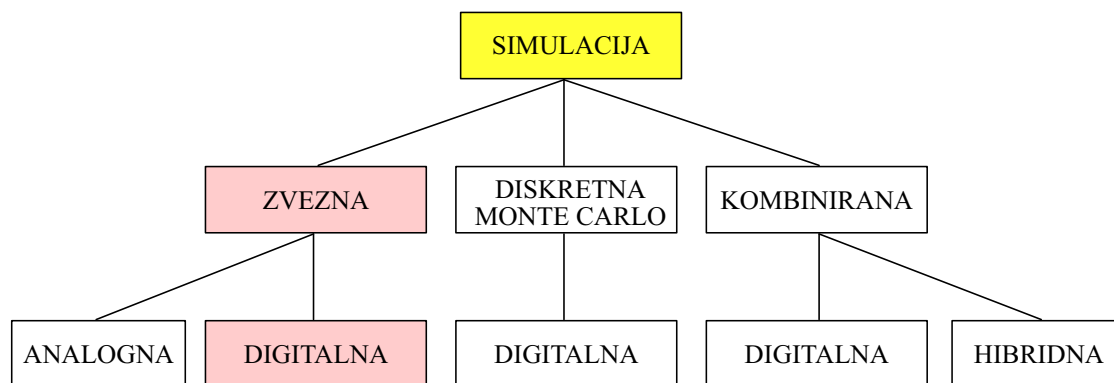 SIMULACIJA
ZVEZNA
DISKRETNA
MONTE CARLO
KOMBINIRANA
ANALOGNA
DIGITALNA
DIGITALNA
DIGITALNA
HIBRIDNA